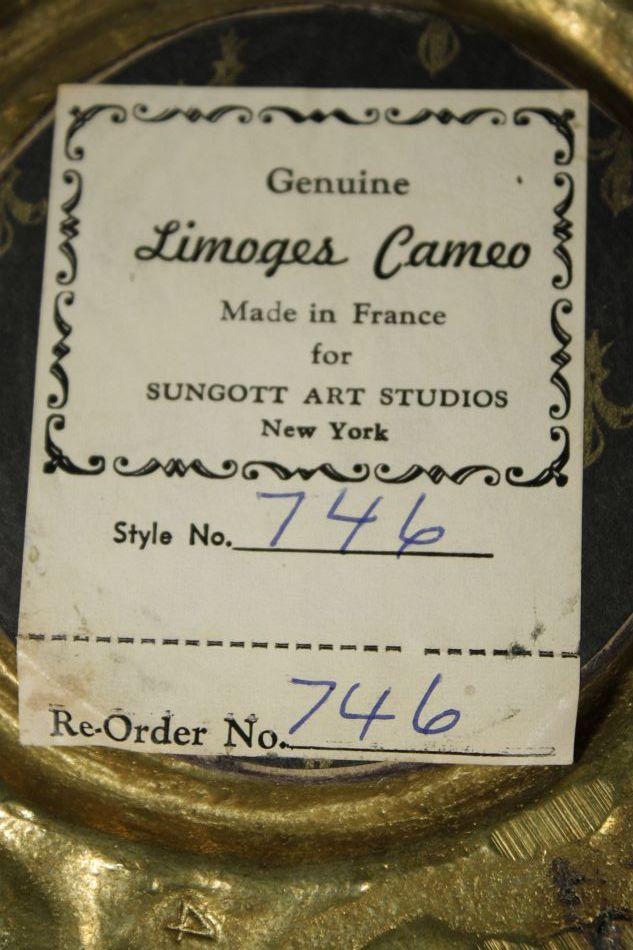 Genuine
Limoges Cameo
Made in France
for
SUNGOTT ART STUDIOS
New York
Style No. 746
Re-Order No. 746
4